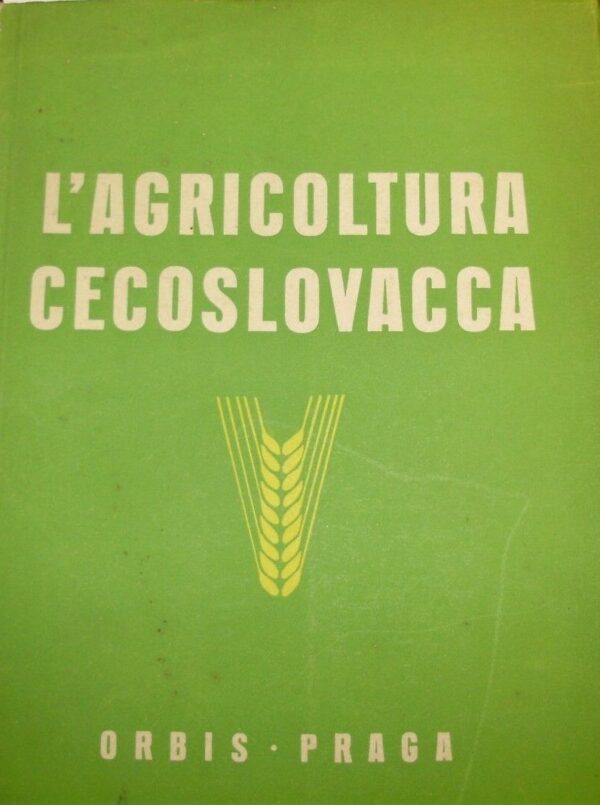 L'AGRICOLTURA
CECOSLOVACCA
ORBIS · PRAGA